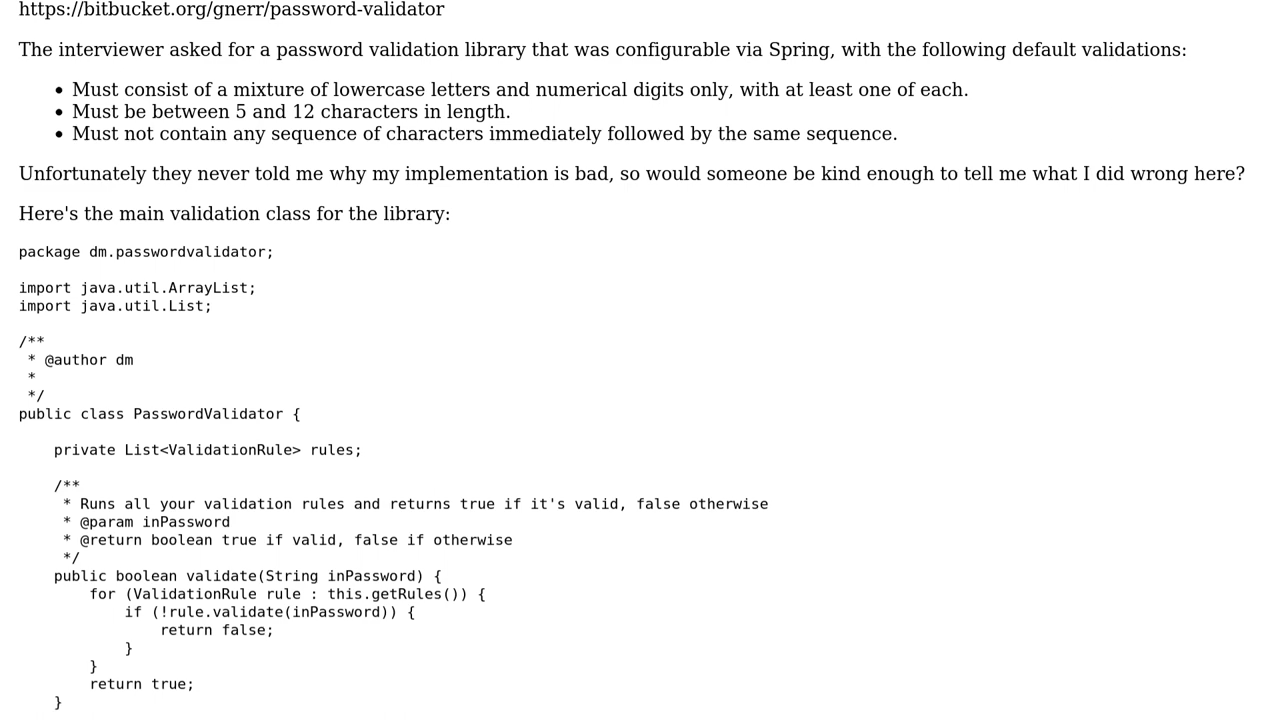 https://bitbucket.org/gnerr/password-validator
The interviewer asked for a password validation library that was configurable via Spring, with the following default validations:
• Must consist of a mixture of lowercase letters and numerical digits only, with at least one of each.
• Must be between 5 and 12 characters in length.
• Must not contain any sequence of characters immediately followed by the same sequence.
Unfortunately they never told me why my implementation is bad, so would someone be kind enough to tell me what I did wrong here?
Here's the main validation class for the library:
package dm.passwordvalidator;
import java.util.ArrayList;
import java.util.List;
/**
 * @author dm
 *
 */
public class PasswordValidator {
    private List<ValidationRule> rules;
    /**
     * Runs all your validation rules and returns true if it's valid, false otherwise
     * @param inPassword
     * @return boolean true if valid, false if otherwise
     */
    public boolean validate(String inPassword) {
        for (ValidationRule rule : this.getRules()) {
            if (!rule.validate(inPassword)) {
                return false;
            }
        }
        return true;
    }